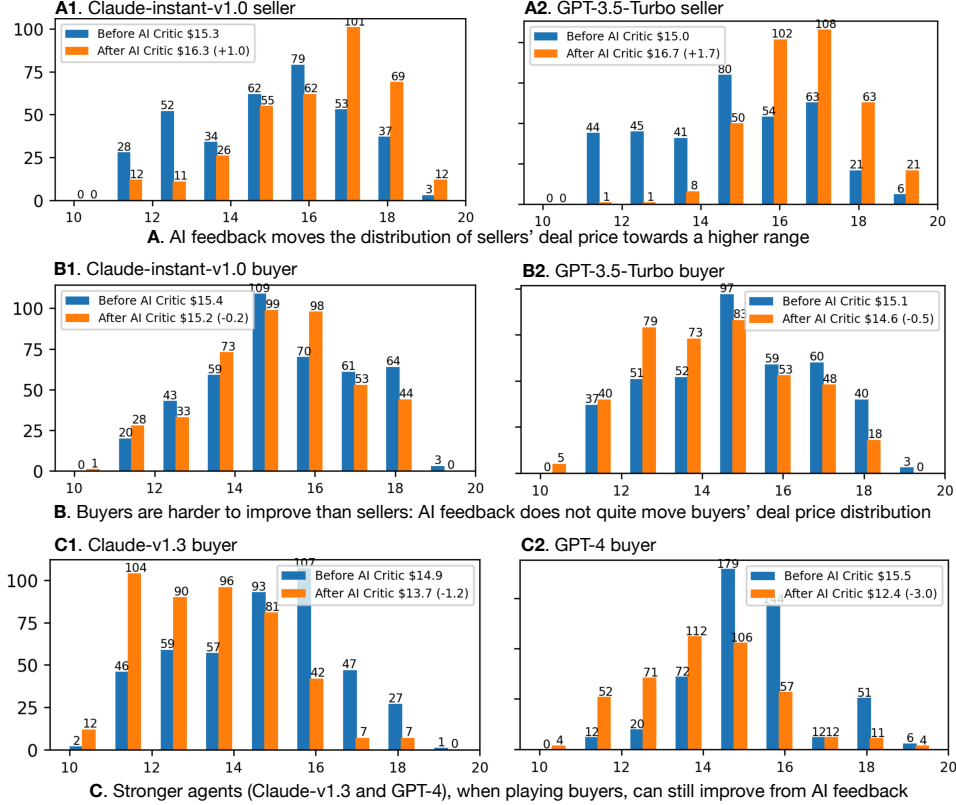 A1. Claude-instant-v1.0 seller
Before AI Critic $15.3
After AI Critic $16.3 (+1.0)
100
75
50
25
0
0 0 28 12 52 11 34 26 62 55 79 62 53 101 37 69 3 12
10 12 14 16 18 20
A2. GPT-3.5-Turbo seller
Before AI Critic $15.0
After AI Critic $16.7 (+1.7)
0 0 44 1 45 1 41 8 80 50 54 102 63 108 21 63 6 21
10 12 14 16 18 20
A. AI feedback moves the distribution of sellers’ deal price towards a higher range
B1. Claude-instant-v1.0 buyer
Before AI Critic $15.4
After AI Critic $15.2 (-0.2)
100
75
50
25
0
0 1 20 28 43 33 59 73 109 99 70 98 61 53 64 44 3 0
10 12 14 16 18 20
B2. GPT-3.5-Turbo buyer
Before AI Critic $15.1
After AI Critic $14.6 (-0.5)
0 5 37 40 51 79 52 73 97 83 59 53 60 48 40 18 3 0
10 12 14 16 18 20
B. Buyers are harder to improve than sellers: AI feedback does not quite move buyers’ deal price distribution
C1. Claude-v1.3 buyer
Before AI Critic $14.9
After AI Critic $13.7 (-1.2)
100
75
50
25
0
2 12 46 104 59 90 57 96 93 81 107 42 47 7 27 7 1 0
10 12 14 16 18 20
C2. GPT-4 buyer
Before AI Critic $15.5
After AI Critic $12.4 (-3.0)
0 4 12 52 20 71 72 112 179 106 144 57 12 12 51 11 6 4
10 12 14 16 18 20
C. Stronger agents (Claude-v1.3 and GPT-4), when playing buyers, can still improve from AI feedback